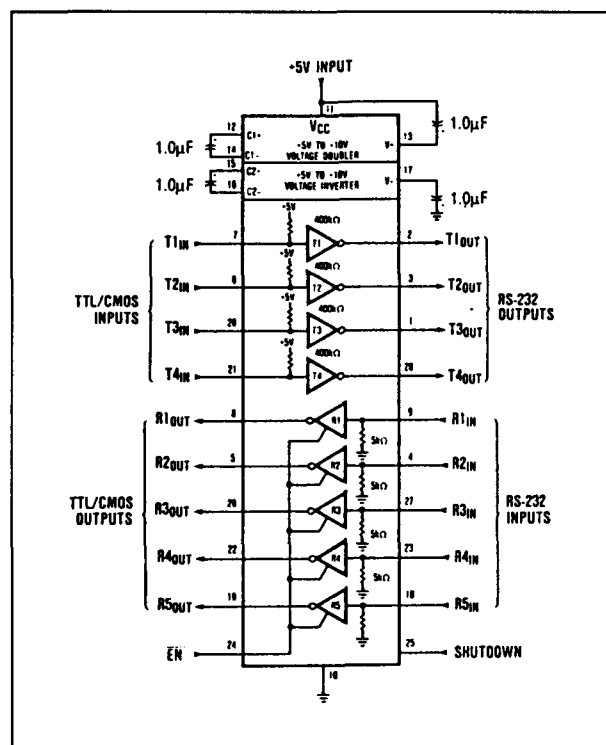 +5V INPUT
11
VCC
1.0µF
12 C1+
14 C1-
+5V TO -10V
VOLTAGE DOUBLER
V- 13
1.0µF
1.0µF
15 C2-
16 C2-
+5V TO -10V
VOLTAGE INVERTER
V- 17
1.0µF
+5V 400kΩ
T1IN 7 T1 2 T1OUT
+5V 400kΩ
T2IN 6 T2 3 T2OUT
TTL/CMOS
INPUTS
RS-232
OUTPUTS
+5V 400kΩ
T3IN 20 T3 1 T3OUT
+5V 400kΩ
T4IN 21 T4 28 T4OUT
R1OUT 8 R1 9 R1IN
5kΩ
R2OUT 5 R2 4 R2IN
5kΩ
TTL/CMOS
OUTPUTS
RS-232
INPUTS
R3OUT 26 R3 27 R3IN
5kΩ
R4OUT 22 R4 23 R4IN
5kΩ
R5OUT 19 R5 18 R5IN
EN 24
25 SHUTDOWN
10